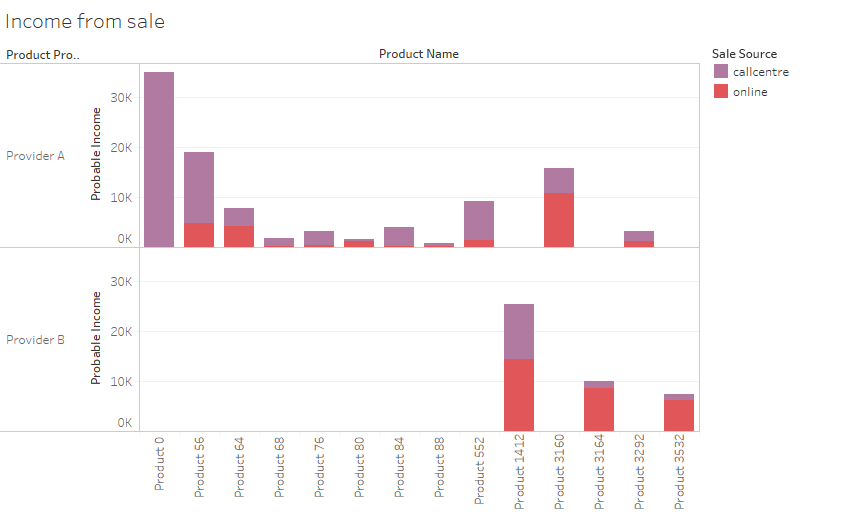 Income from sale
Product Pro..
Product Name
Sale Source
callcentre
online
Provider A
Probable Income
30K
20K
10K
0K
Provider B
Probable Income
30K
20K
10K
0K
Product 0
Product 56
Product 64
Product 68
Product 76
Product 80
Product 84
Product 88
Product 552
Product 1412
Product 3160
Product 3164
Product 3292
Product 3532